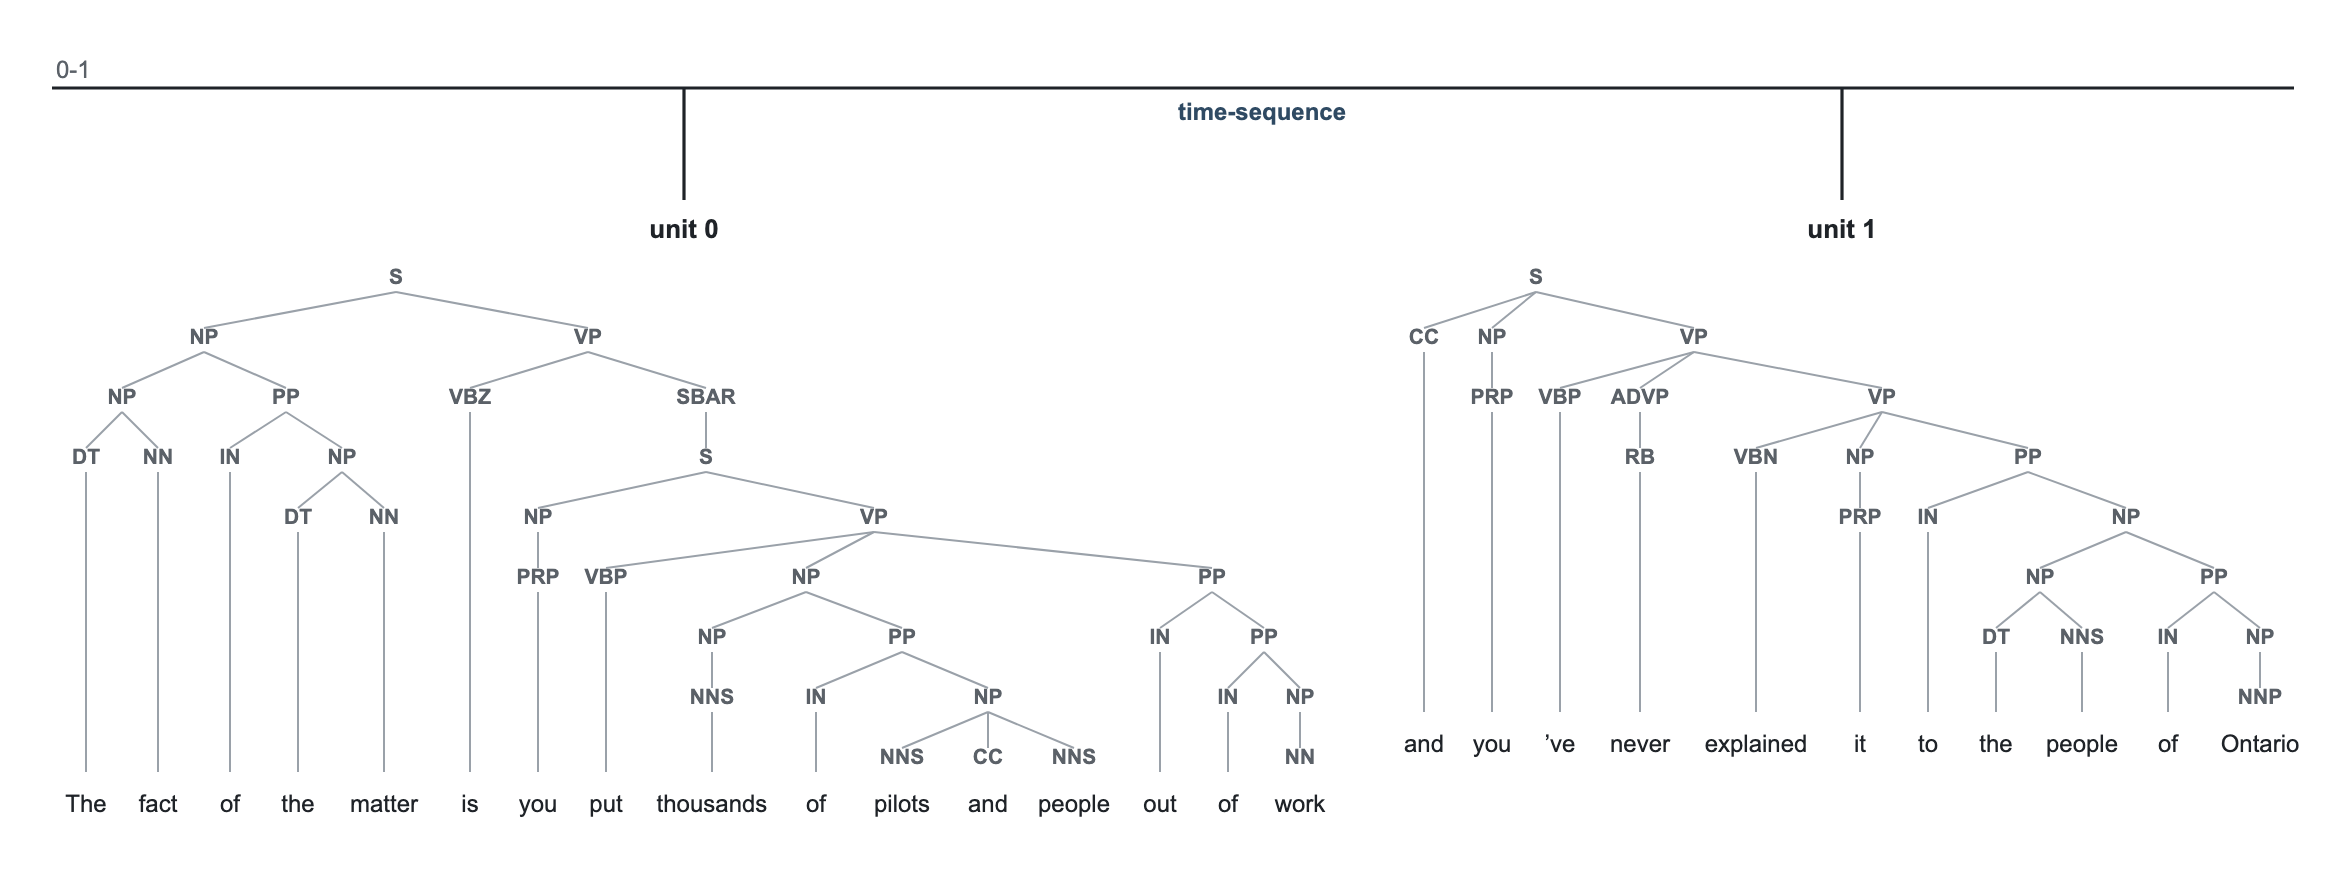 0-1
time-sequence
unit 0 unit 1
S S
NP VP CC NP VP
NP PP VBZ SBAR PRP VBP ADVP VP
DT NN IN NP S RB VBN NP PP
DT NN NP VP PRP IN NP
PRP VBP NP PP NP PP
NP PP IN PP DT NNS IN NP
NNS IN NP IN NP NNP
and you ’ve never explained it to the people of Ontario
NNS CC NNS NN
The fact of the matter is you put thousands of pilots and people out of work